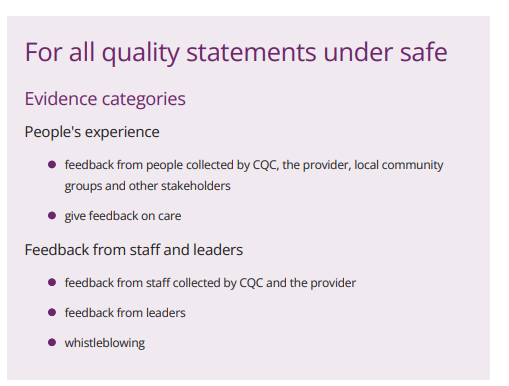 For all quality statements under safe
Evidence categories
People's experience
feedback from people collected by CQC, the provider, local community
groups and other stakeholders
give feedback on care
Feedback from staff and leaders
feedback from staff collected by CQC and the provider
feedback from leaders
whistleblowing